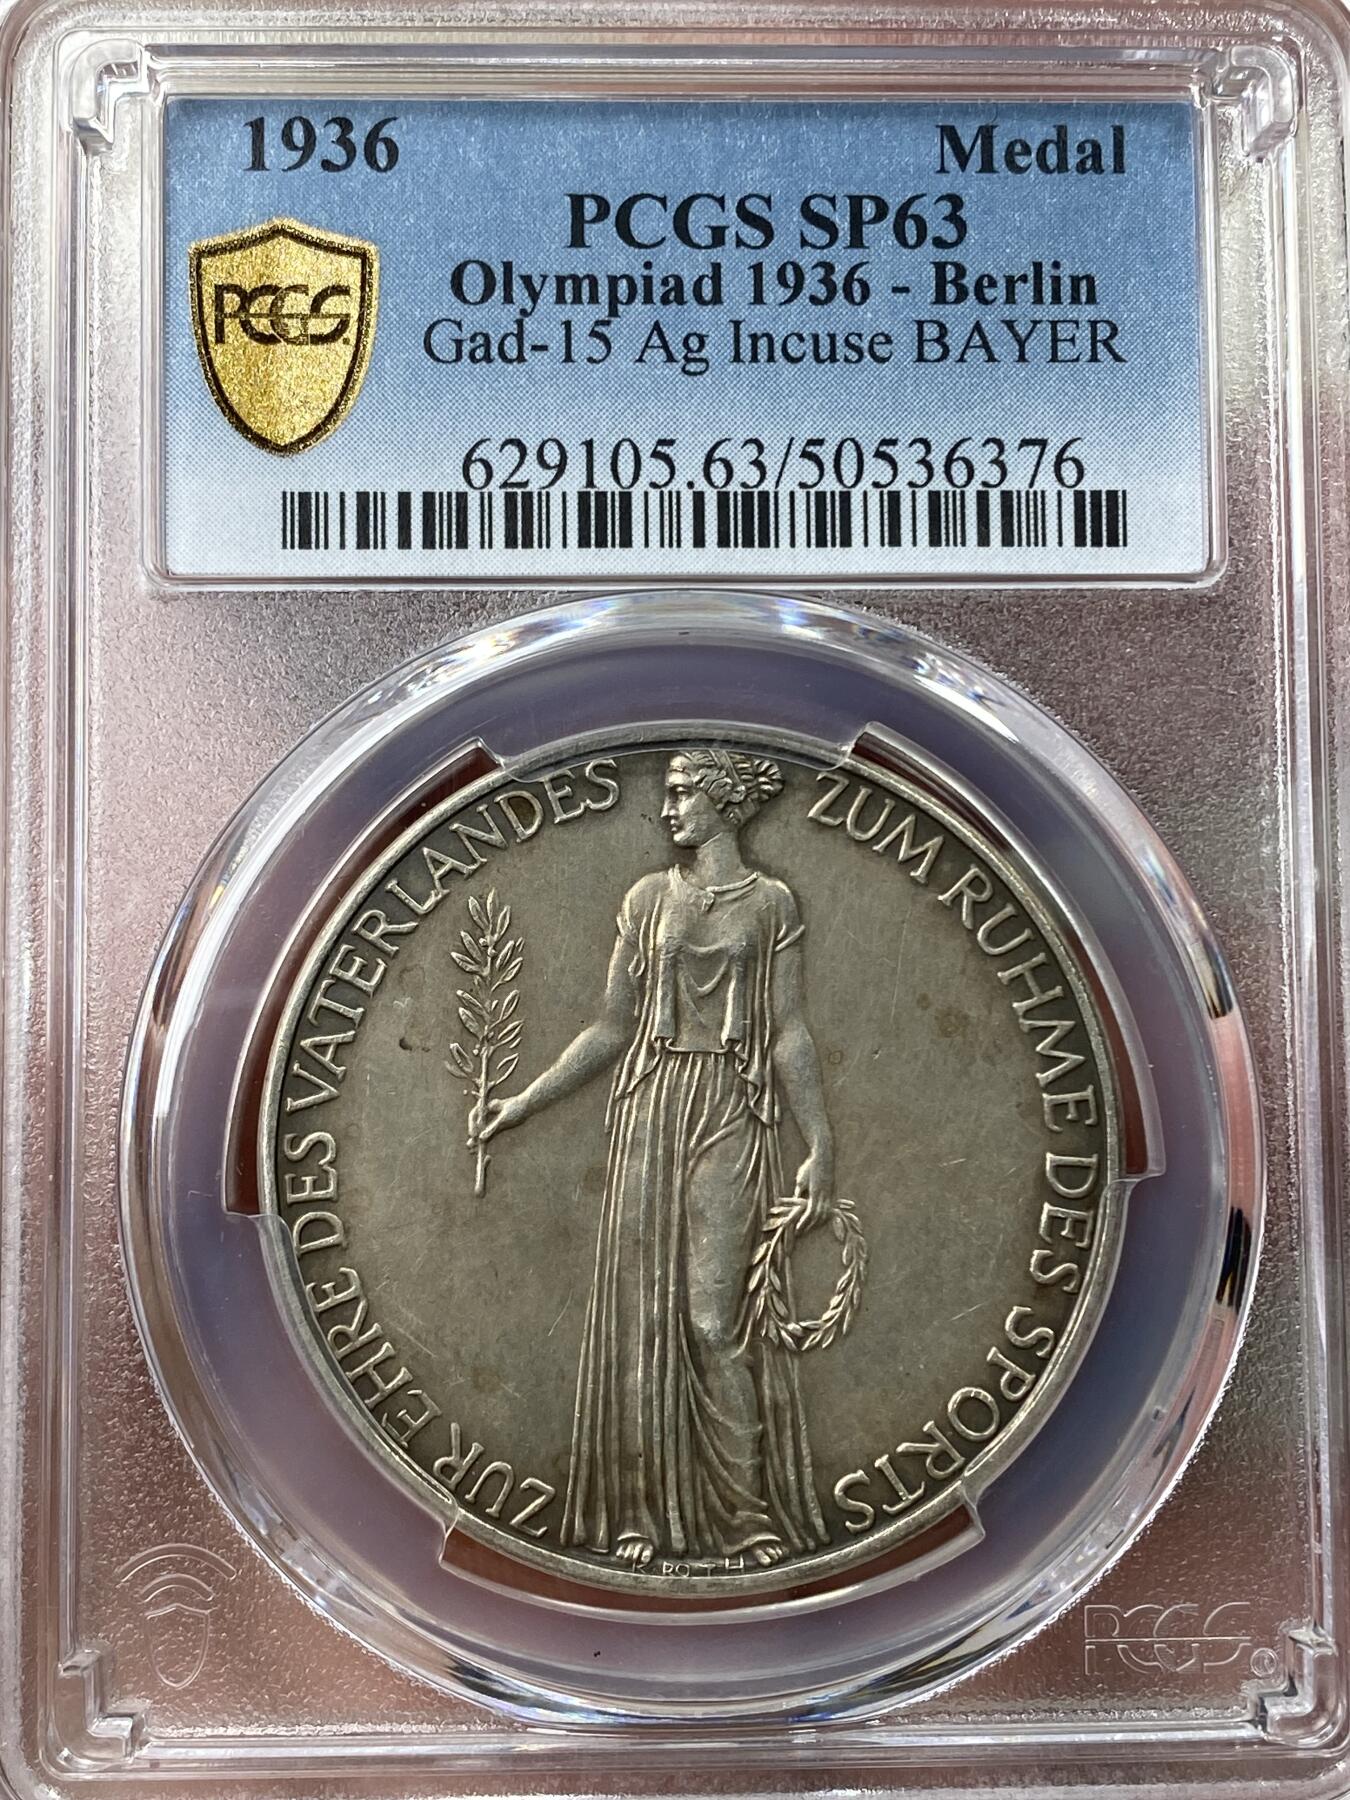 1936 Medal
PCGS SP63
Olympiad 1936 - Berlin
PCGS
Gad-15 Ag Incuse BAYER
629105.63/50536376
ZUR EHRE DES VATERLANDES ZUM RUHME DES SPORTS
K. ROTH
PCGS